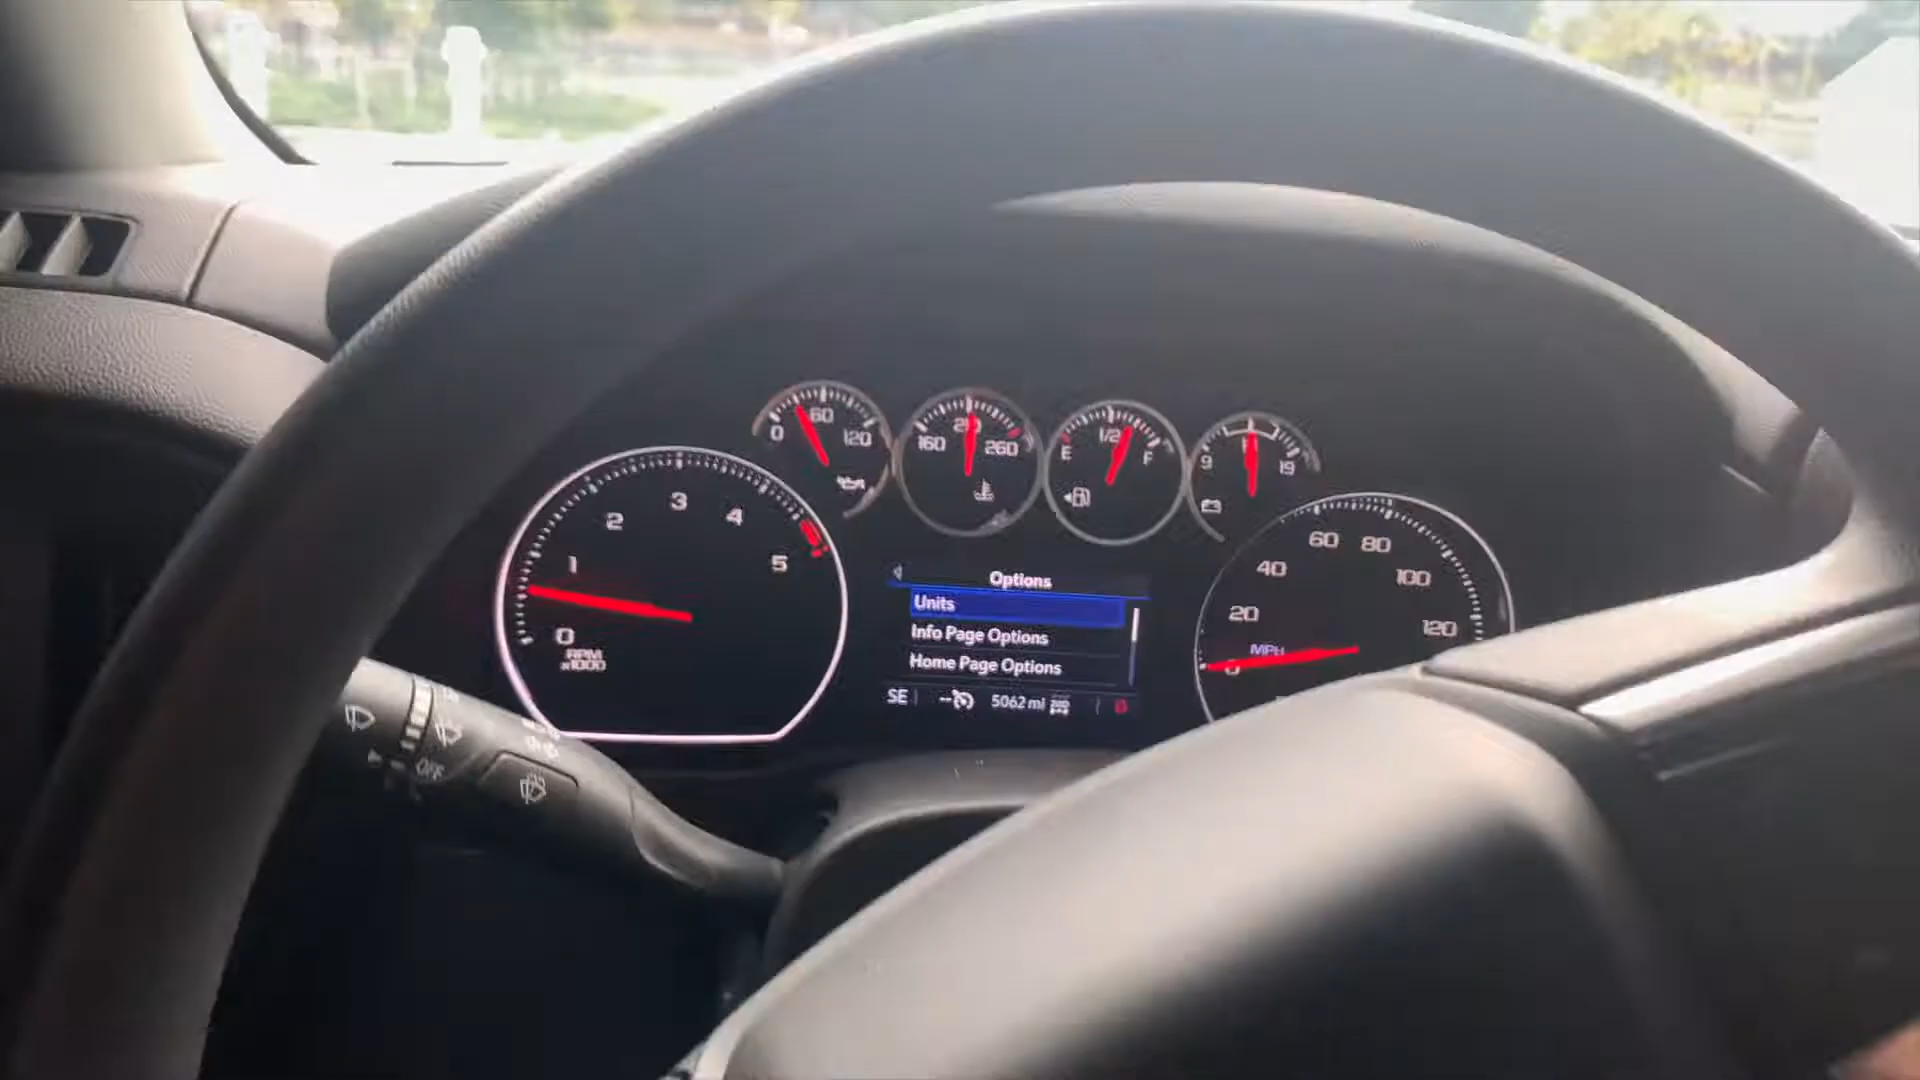 0 60 120
160 260
E 1/2 F
9 19
0 1 2 3 4 5
RPM
x1000
Options
Units
Info Page Options
Home Page Options
SE -- 5062 mi
0 20 40 60 80 100 120
MPH
OFF